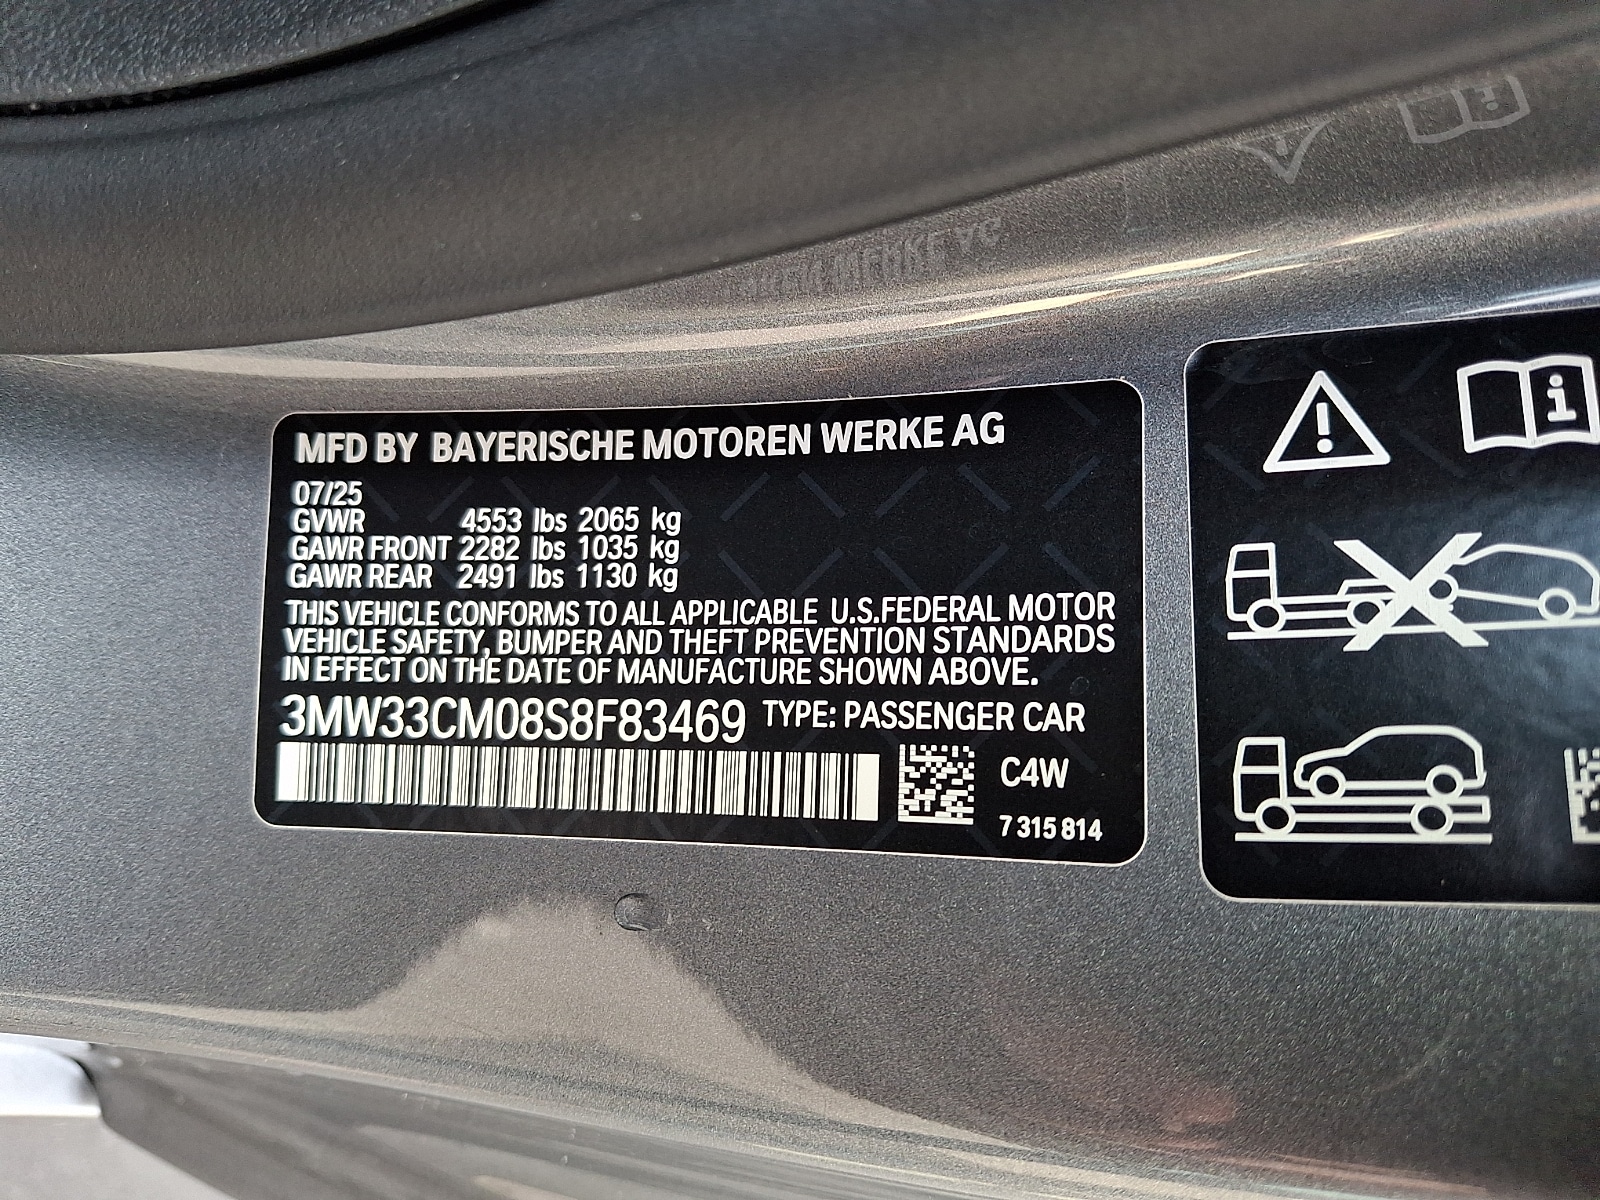 MFD BY BAYERISCHE MOTOREN WERKE AG
07/25
GVWR 4553 lbs 2065 kg
GAWR FRONT 2282 lbs 1035 kg
GAWR REAR 2491 lbs 1130 kg
THIS VEHICLE CONFORMS TO ALL APPLICABLE U.S.FEDERAL MOTOR
VEHICLE SAFETY, BUMPER AND THEFT PREVENTION STANDARDS
IN EFFECT ON THE DATE OF MANUFACTURE SHOWN ABOVE.
3MW33CM08S8F83469 TYPE: PASSENGER CAR
C4W
7 315 814